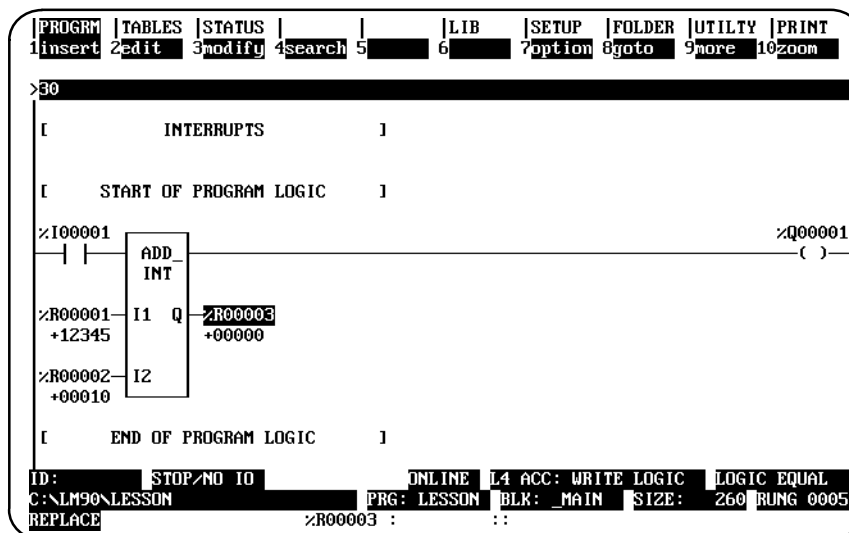 |PROGRM |TABLES |STATUS | | |LIB |SETUP |FOLDER |UTILTY |PRINT
1insert 2edit 3modify 4search 5 6 7option 8goto 9more 10zoom
>30
[ INTERRUPTS ]
[ START OF PROGRAM LOGIC ]
%I00001 %Q00001
ADD_ ( )
INT
%R00001 I1 Q %R00003
+12345 +00000
%R00002 I2
+00010
[ END OF PROGRAM LOGIC ]
ID: STOP/NO IO ONLINE L4 ACC: WRITE LOGIC LOGIC EQUAL
C:\LM90\LESSON PRG: LESSON BLK: _MAIN SIZE: 260 RUNG 0005
REPLACE %R00003 : ::